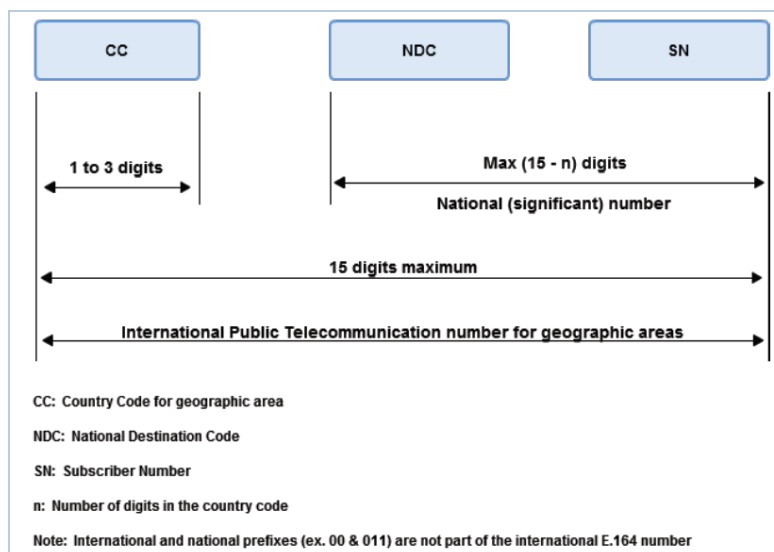 CC
NDC
SN
1 to 3 digits
Max (15 - n) digits
National (significant) number
15 digits maximum
International Public Telecommunication number for geographic areas
CC: Country Code for geographic area
NDC: National Destination Code
SN: Subscriber Number
n: Number of digits in the country code
Note: International and national prefixes (ex. 00 & 011) are not part of the international E.164 number